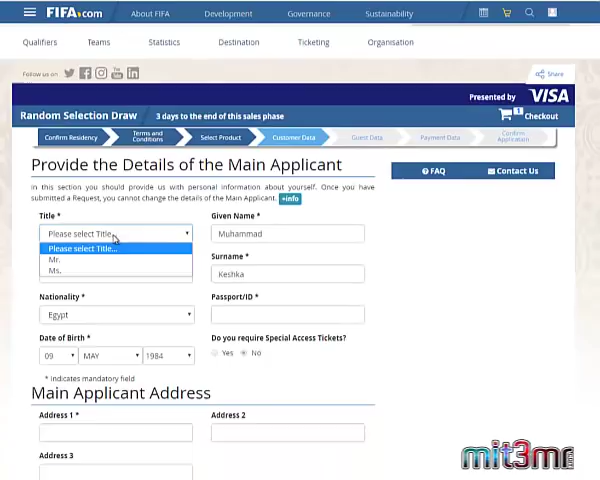 FIFA.com About FIFA Development Governance Sustainability
Qualifiers Teams Statistics Destination Ticketing Organisation
Follow us on Share
Presented by VISA
Random Selection Draw 3 days to the end of this sales phase 1 Checkout
Confirm Residency Terms and Conditions Select Product Customer Data Guest Data Payment Data Confirm Application
Provide the Details of the Main Applicant
FAQ Contact Us
In this section you should provide us with personal information about yourself. Once you have
submitted a Request, you cannot change the details of the Main Applicant. +info
Title * Given Name *
Please select Title... Muhammad
Please select Title...
Mr.
Surname *
Ms. Keshka
Nationality * Passport/ID *
Egypt
Date of Birth * Do you require Special Access Tickets?
09 MAY 1984 Yes No
* indicates mandatory field
Main Applicant Address
Address 1 * Address 2
Address 3
mit3mr